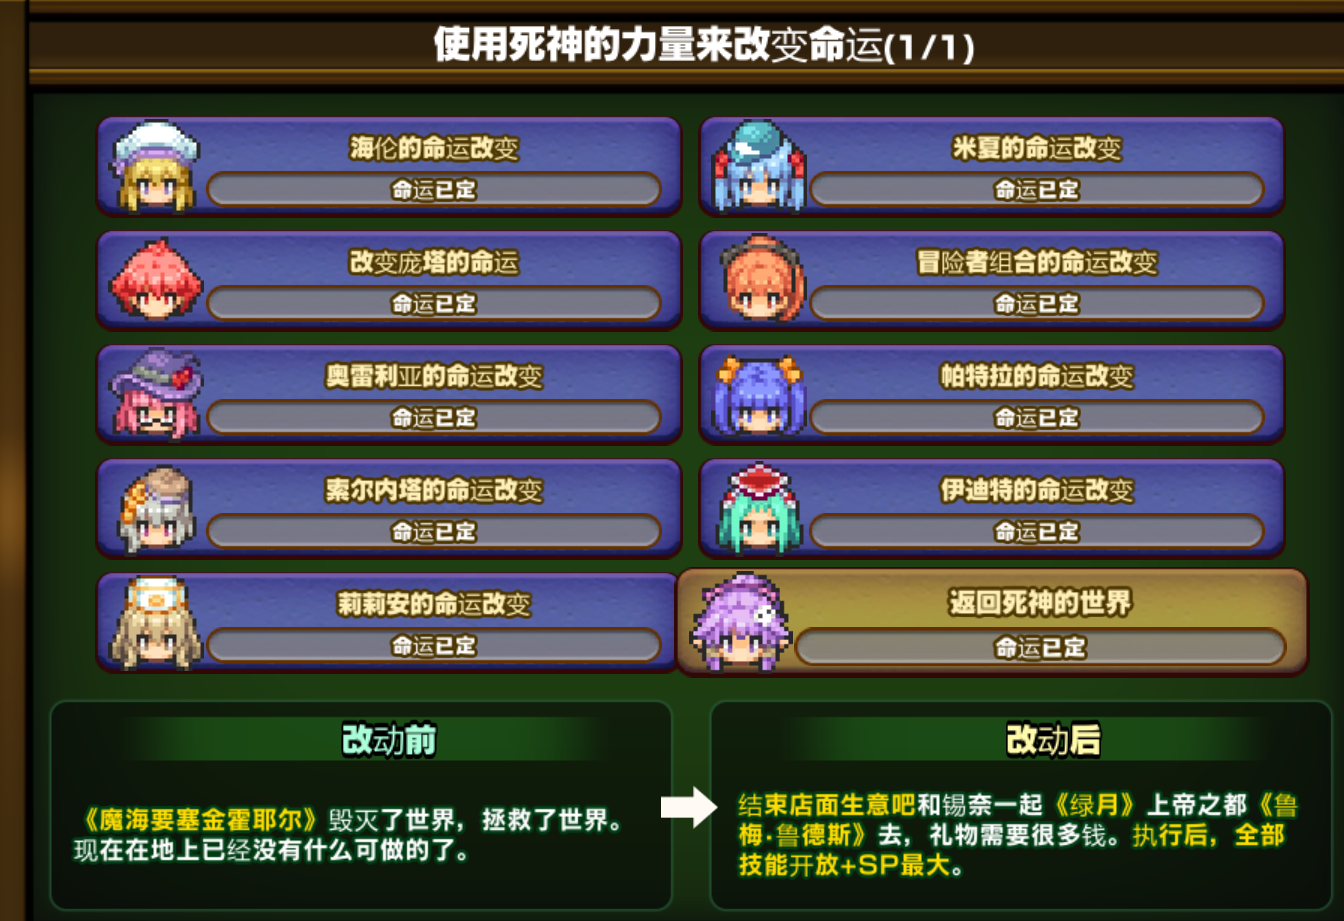 使用死神的力量来改变命运(1/1)
海伦的命运改变
命运已定
米夏的命运改变
命运已定
改变庞塔的命运
命运已定
冒险者组合的命运改变
命运已定
奥雷利亚的命运改变
命运已定
帕特拉的命运改变
命运已定
索尔内塔的命运改变
命运已定
伊迪特的命运改变
命运已定
莉莉安的命运改变
命运已定
返回死神的世界
命运已定
改动前
《魔海要塞金霍耶尔》毁灭了世界，拯救了世界。
现在在地上已经没有什么可做的了。
改动后
结束店面生意吧和锡奈一起《绿月》上帝之都《鲁
梅·鲁德斯》去，礼物需要很多钱。执行后，全部
技能开放+SP最大。